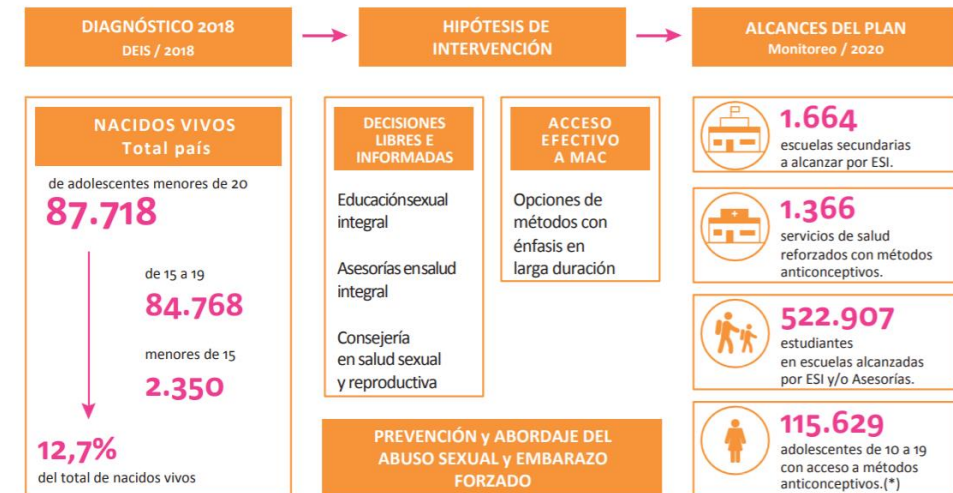 DIAGNÓSTICO 2018
DEIS / 2018
HIPÓTESIS DE
INTERVENCIÓN
ALCANCES DEL PLAN
Monitoreo / 2020
NACIDOS VIVOS
Total país
de adolescentes menores de 20
87.718
de 15 a 19
84.768
menores de 15
2.350
12,7%
del total de nacidos vivos
DECISIONES
LIBRES E
INFORMADAS
Educaciónsexual
integral
Asesorías ensalud
integral
Consejería
en salud sexual
y reproductiva
ACCESO
EFECTIVO
A MAC
Opciones de
métodos con
énfasis en
larga duración
PREVENCIÓN y ABORDAJE DEL
ABUSO SEXUAL y EMBARAZO
FORZADO
1.664
escuelas secundarias
a alcanzar por ESI.
1.366
servicios de salud
reforzados con métodos
anticonceptivos.
522.907
estudiantes
en escuelas alcanzadas
por ESI y/o Asesorías.
115.629
adolescentes de 10 a 19
con acceso a métodos
anticonceptivos.(*)